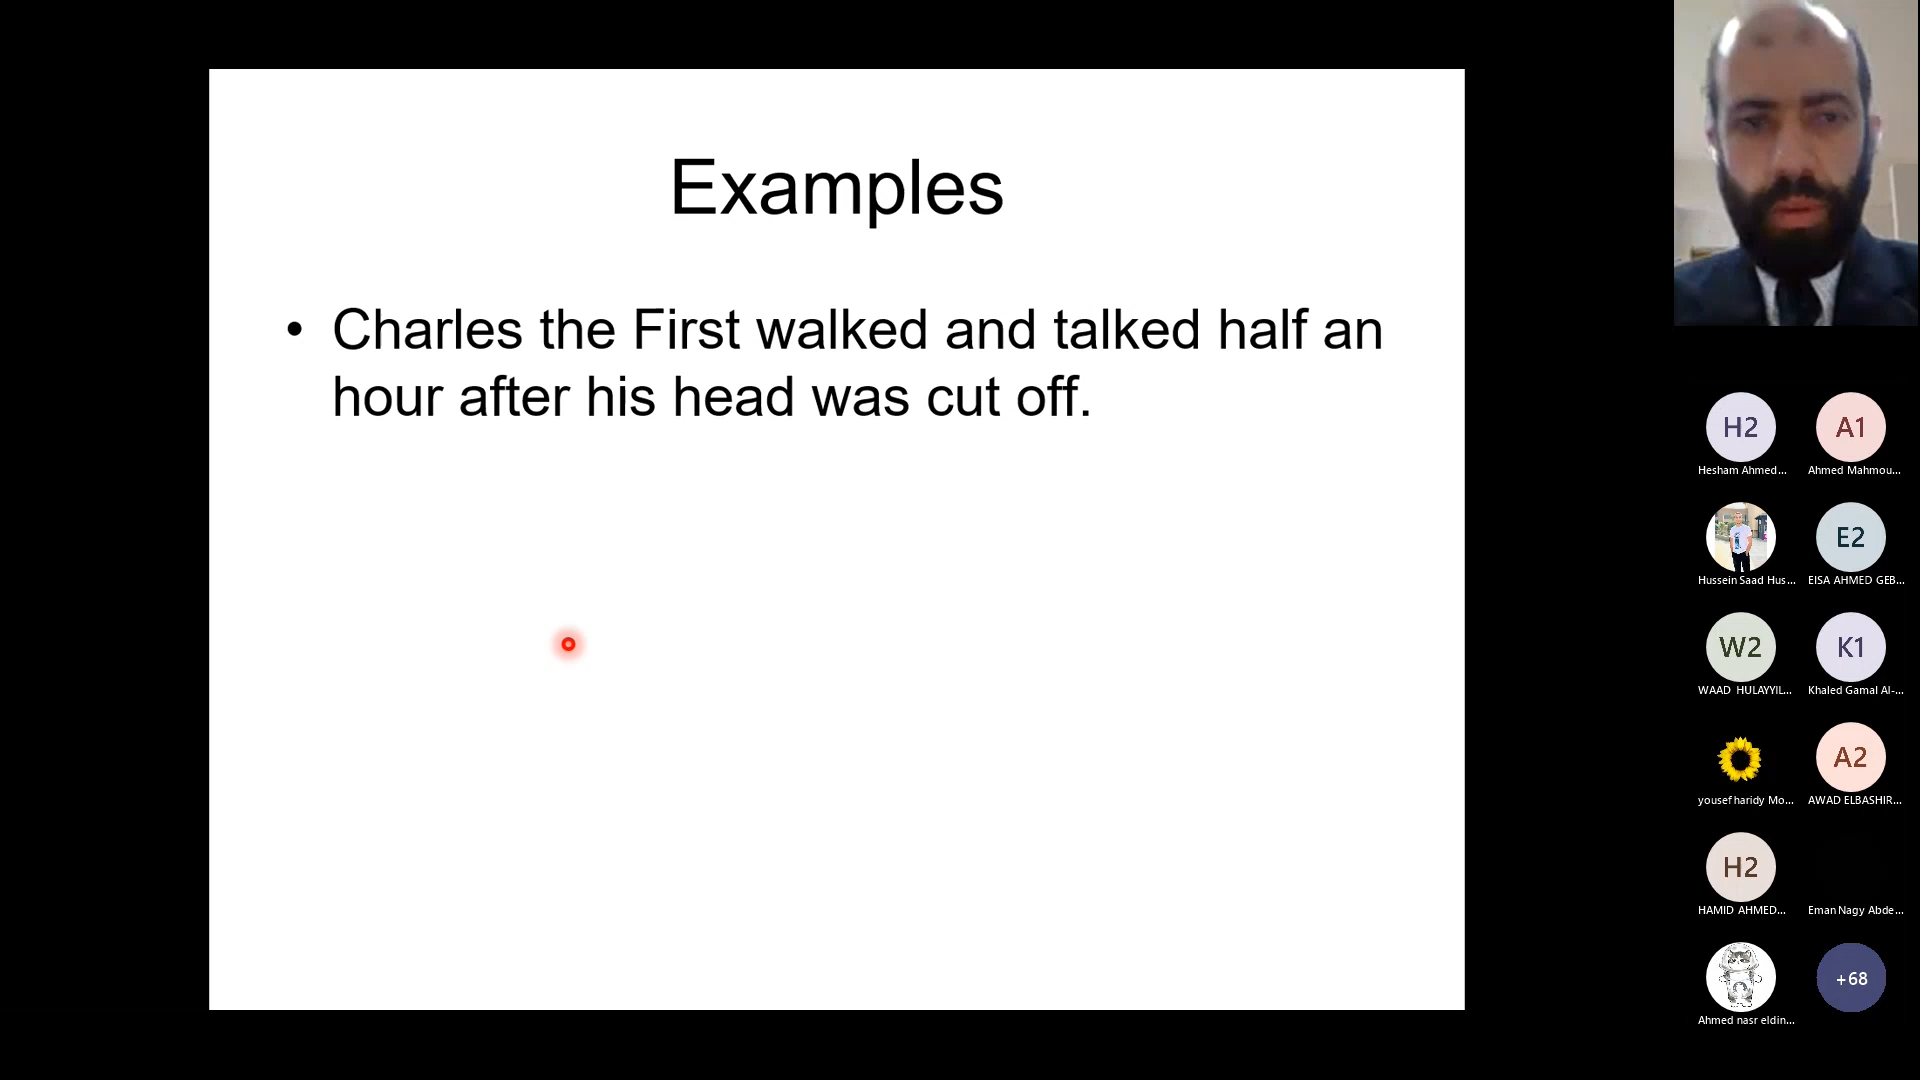 Examples
• Charles the First walked and talked half an
hour after his head was cut off.
H2
A1
Hesham Ahmed...
Ahmed Mahmou...
E2
Hussein Saad Hus...
EISA AHMED GEB...
W2
K1
WAAD HULAYYIL...
Khaled Gamal Al-...
A2
yousef haridy Mo...
AWAD ELBASHIR...
H2
HAMID AHMED...
Eman Nagy Abde...
+68
Ahmed nasr eldin...